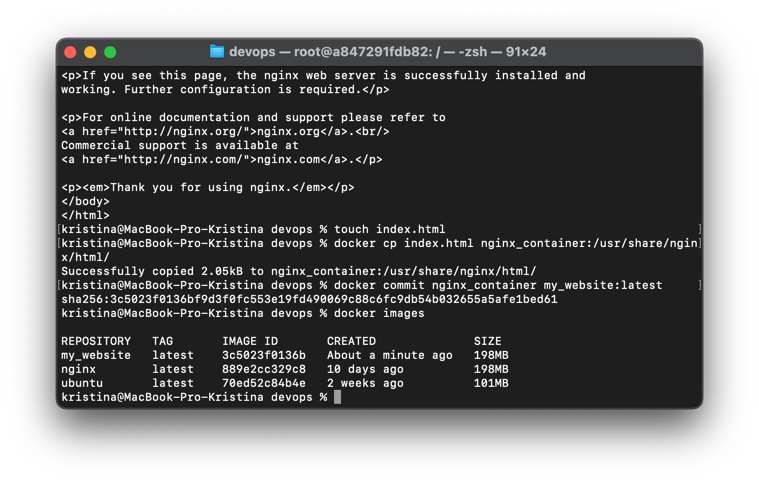 devops — root@a847291fdb82: / — -zsh — 91×24
<p>If you see this page, the nginx web server is successfully installed and
working. Further configuration is required.</p>
<p>For online documentation and support please refer to
<a href="http://nginx.org/">nginx.org</a>.<br/>
Commercial support is available at
<a href="http://nginx.com/">nginx.com</a>.</p>
<p><em>Thank you for using nginx.</em></p>
</body>
</html>
[kristina@MacBook-Pro-Kristina devops % touch index.html ]
[kristina@MacBook-Pro-Kristina devops % docker cp index.html nginx_container:/usr/share/ngin]
x/html/
Successfully copied 2.05kB to nginx_container:/usr/share/nginx/html/
[kristina@MacBook-Pro-Kristina devops % docker commit nginx_container my_website:latest ]
sha256:3c5023f0136bf9d3f0fc553e19fd490069c88c6fc9db54b032655a5afe1bed61
kristina@MacBook-Pro-Kristina devops % docker images
REPOSITORY TAG IMAGE ID CREATED SIZE
my_website latest 3c5023f0136b About a minute ago 198MB
nginx latest 889e2cc329c8 10 days ago 198MB
ubuntu latest 70ed52c84b4e 2 weeks ago 101MB
kristina@MacBook-Pro-Kristina devops %